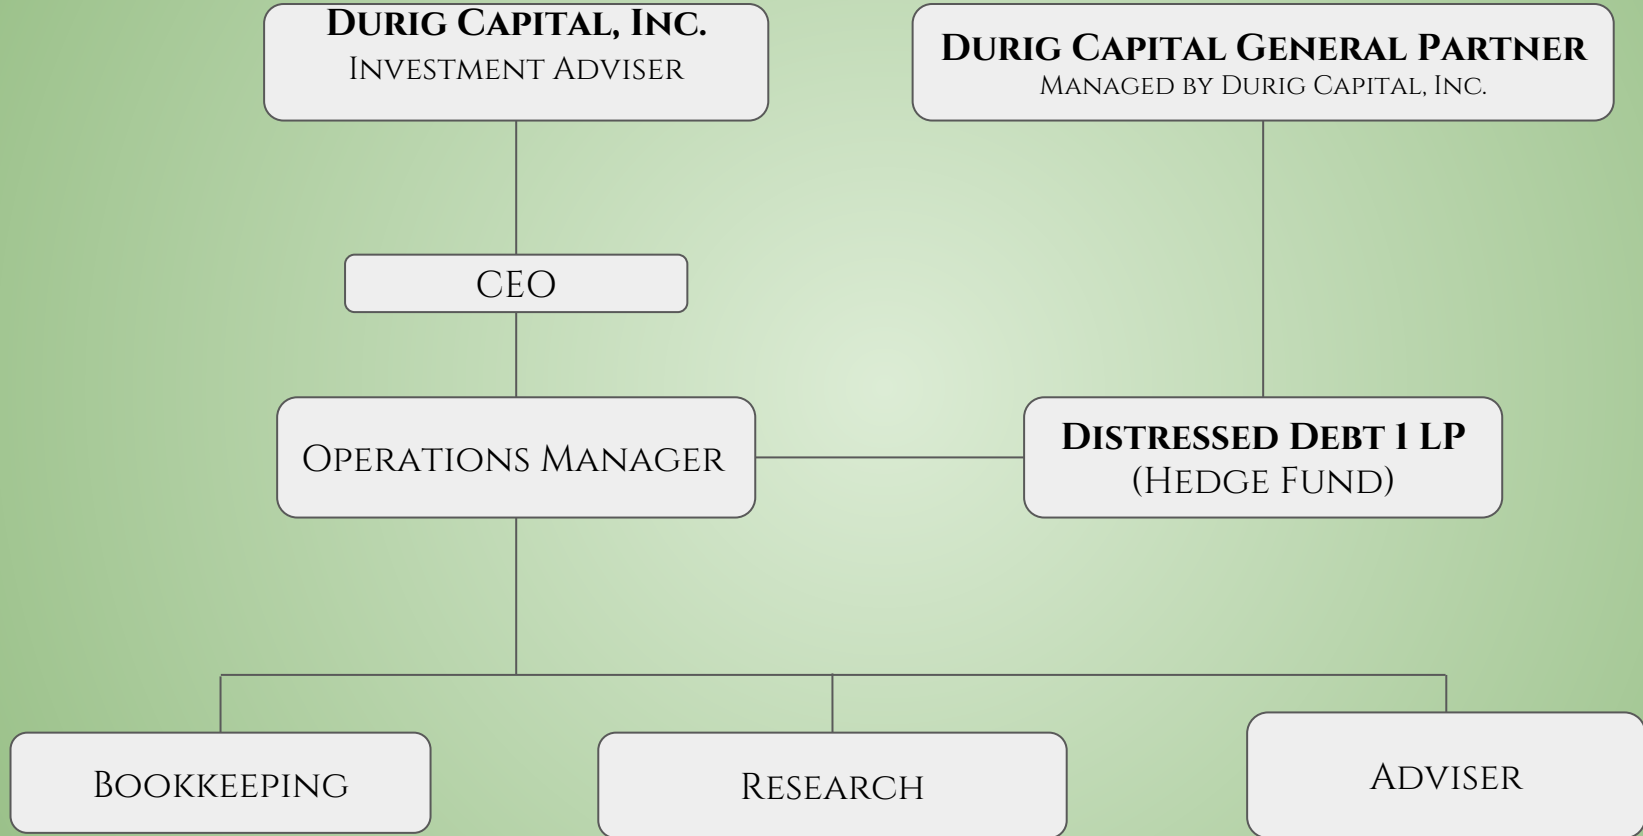 Durig Capital, Inc.
Investment Adviser
Durig Capital General Partner
Managed by Durig Capital, Inc.
CEO
Operations Manager
Distressed Debt 1 LP
(Hedge Fund)
Bookkeeping
Research
Adviser